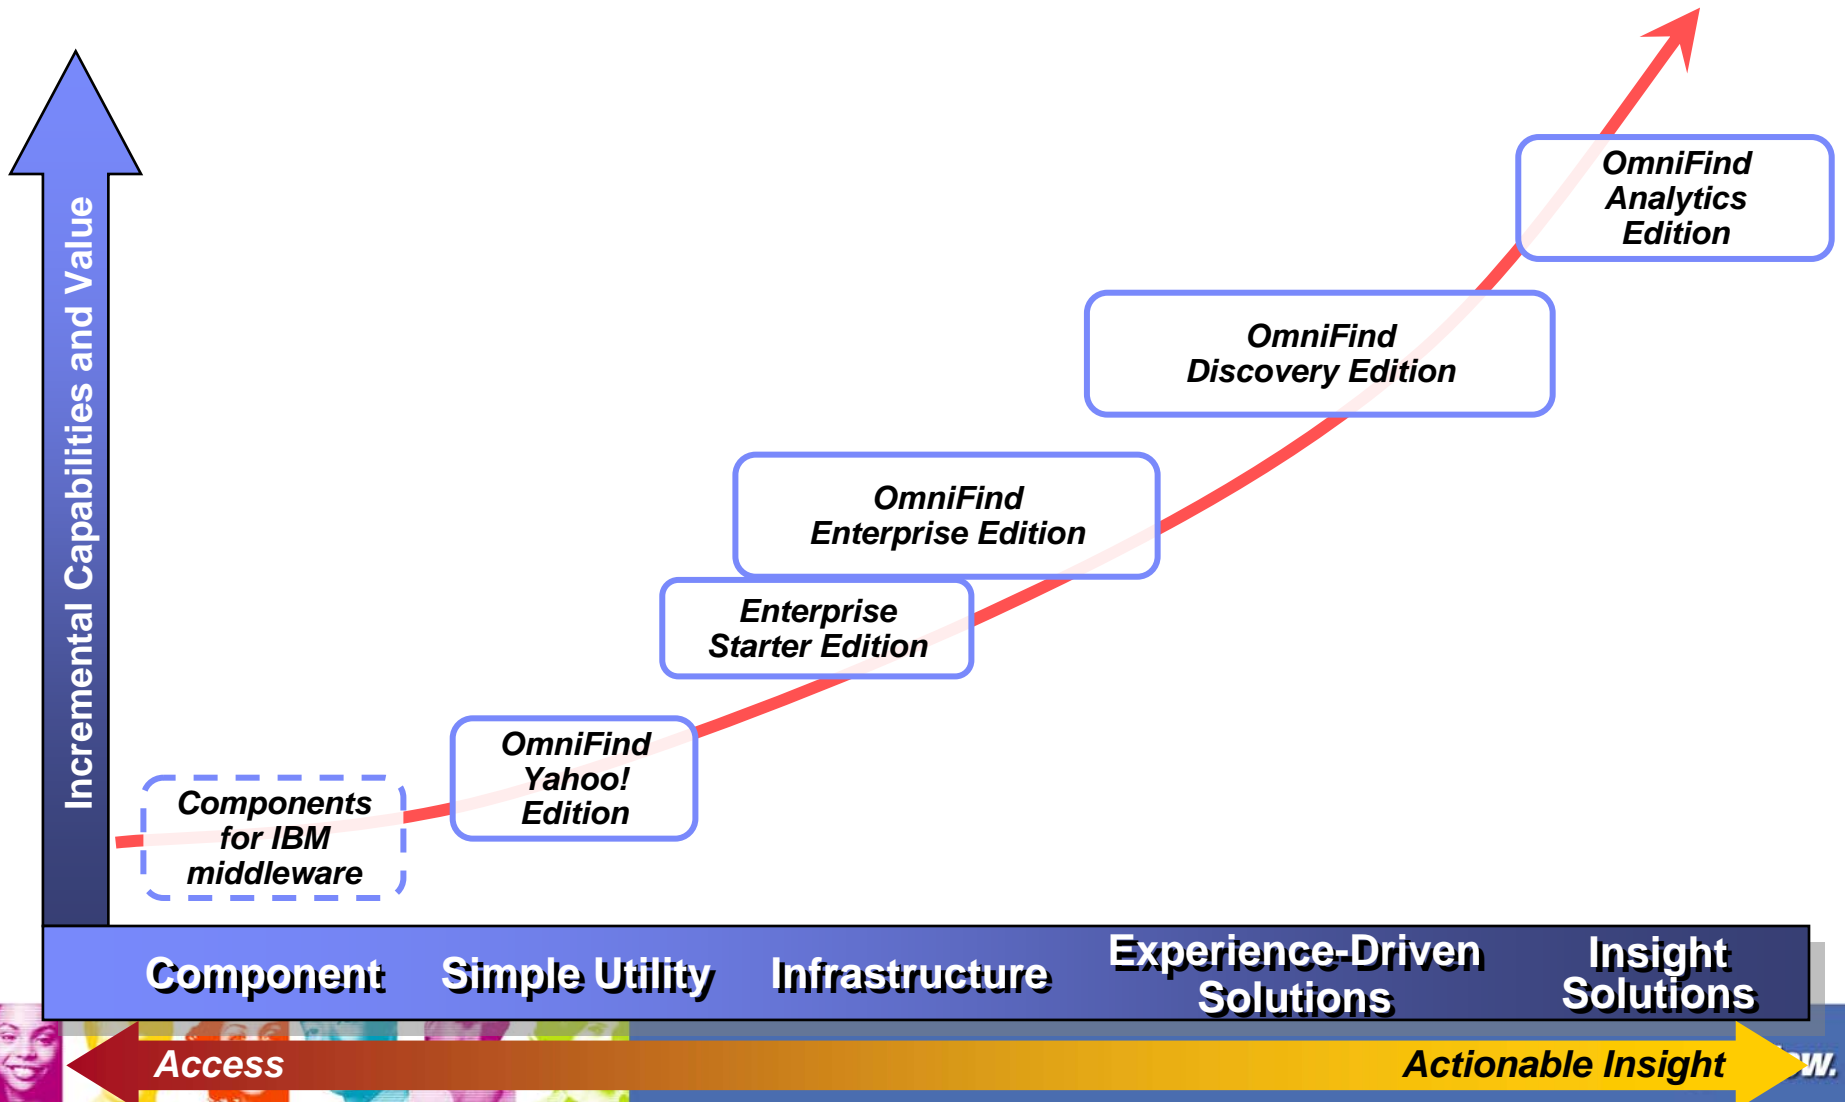 Incremental Capabilities and Value
OmniFind
Analytics
Edition
OmniFind
Discovery Edition
OmniFind
Enterprise Edition
Enterprise
Starter Edition
OmniFind
Yahoo!
Edition
Components
for IBM
middleware
Component
Simple Utility
Infrastructure
Experience-Driven
Solutions
Insight
Solutions
Access
Actionable Insight